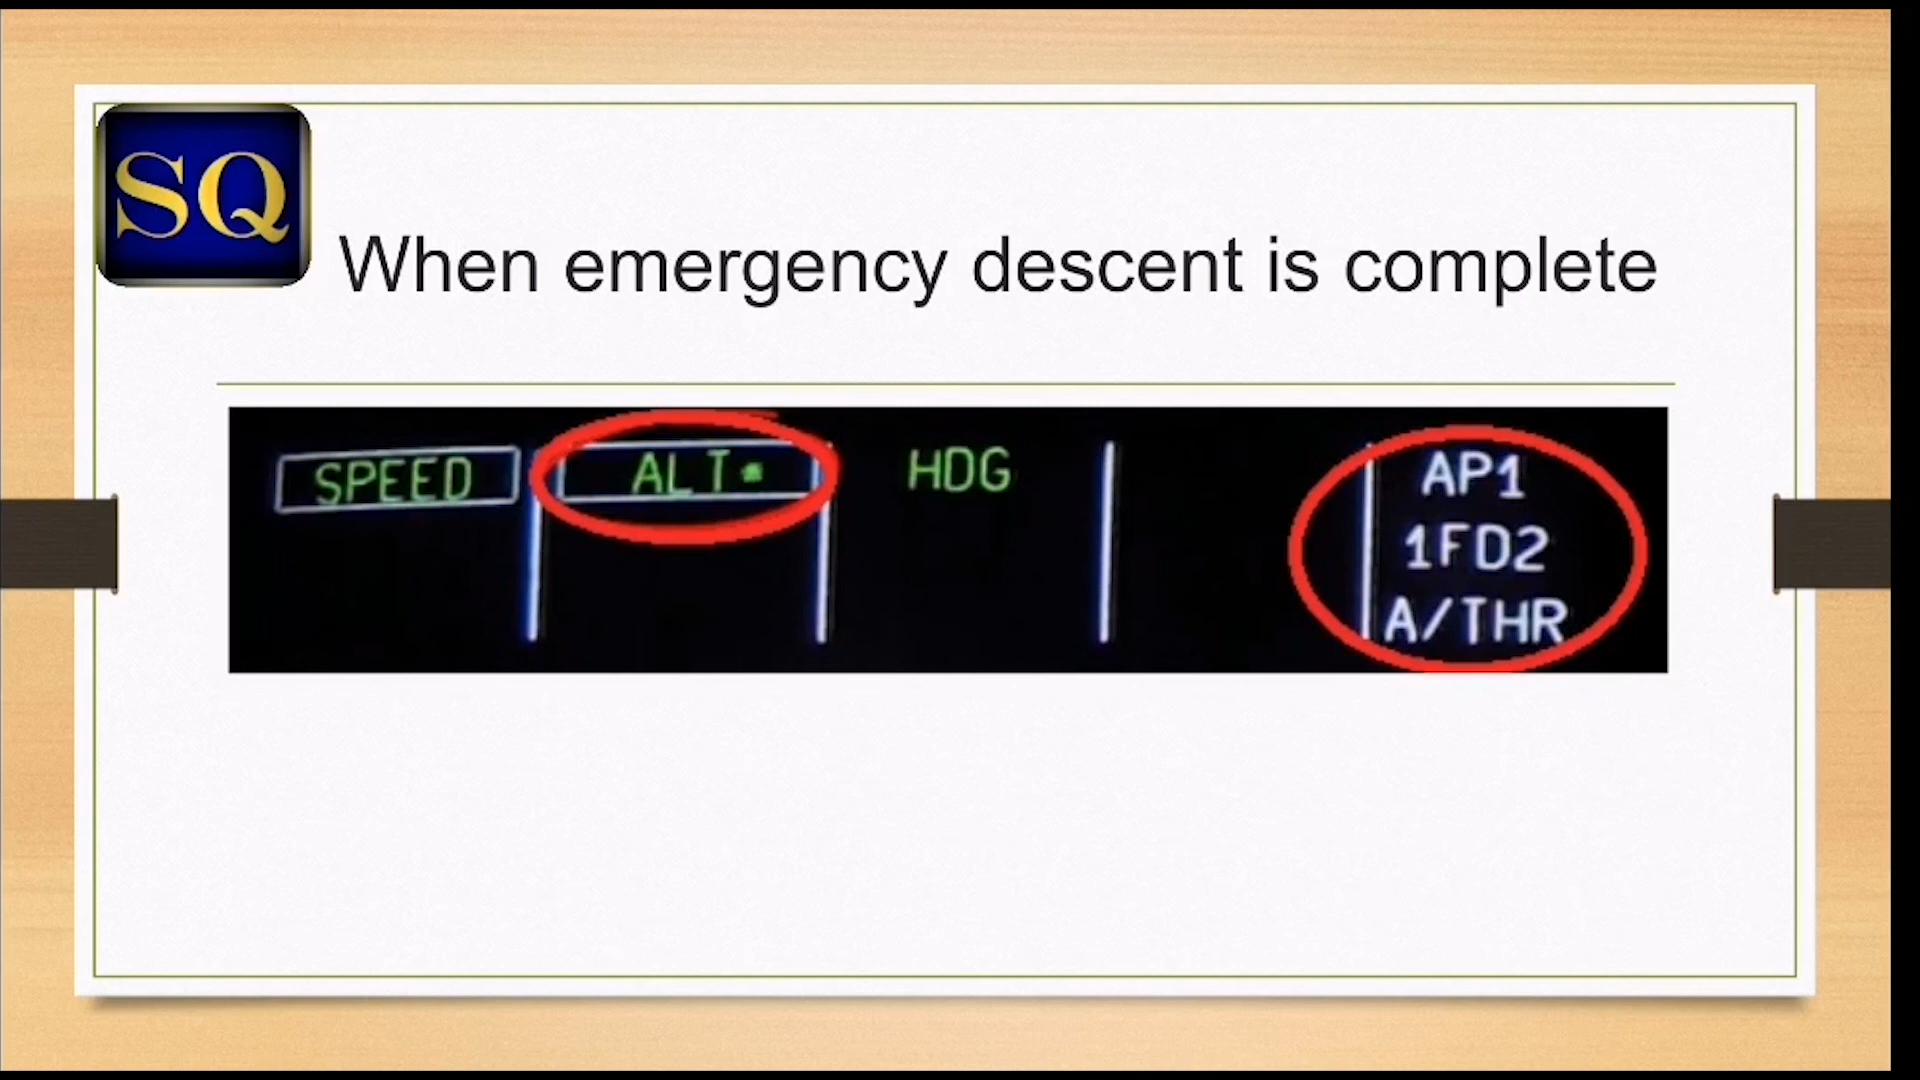 SQ
When emergency descent is complete
SPEED ALT* HDG AP1
1FD2
A/THR